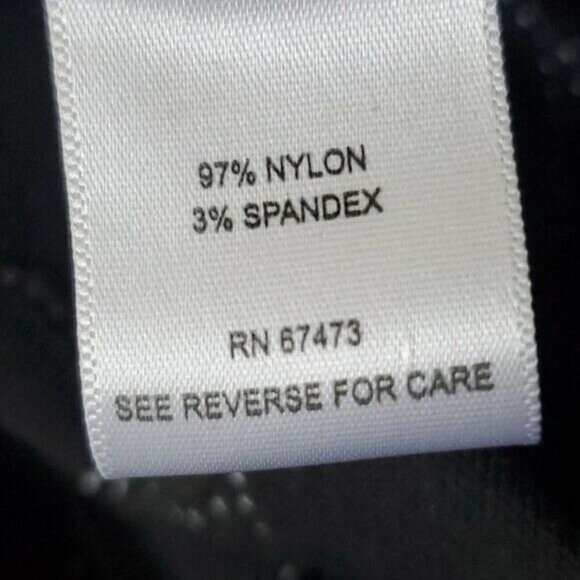 97% NYLON
3% SPANDEX
RN 67473
SEE REVERSE FOR CARE